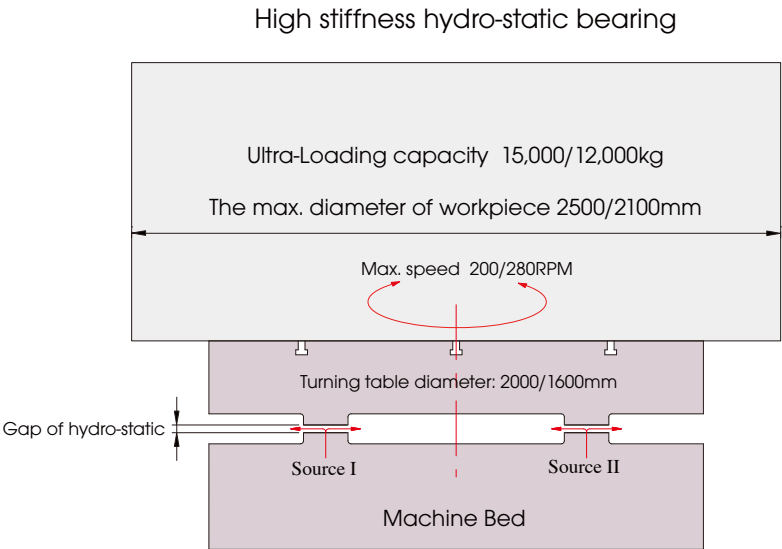 High stiffness hydro-static bearing
Ultra-Loading capacity 15,000/12,000kg
The max. diameter of workpiece 2500/2100mm
Max. speed 200/280RPM
Turning table diameter: 2000/1600mm
Gap of hydro-static
Source I
Source II
Machine Bed